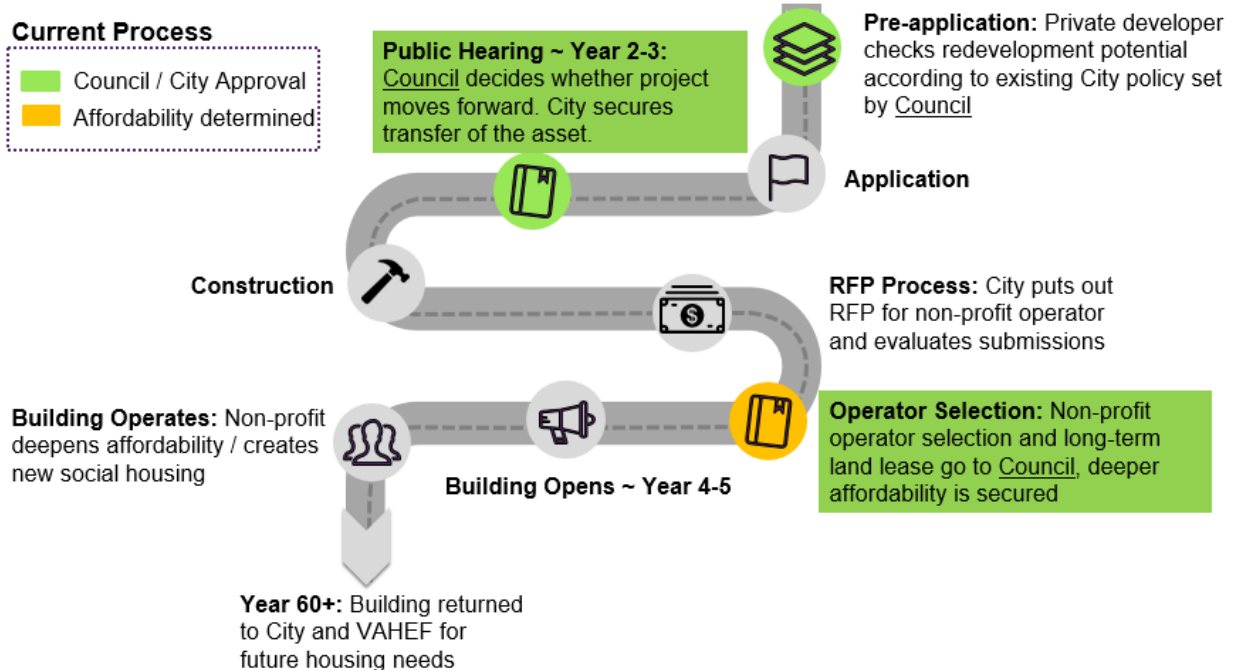 Current Process
Council / City Approval
Affordability determined
Pre-application: Private developer
checks redevelopment potential
according to existing City policy set
by Council
Application
Public Hearing ~ Year 2-3:
Council decides whether project
moves forward. City secures
transfer of the asset.
Construction
RFP Process: City puts out
RFP for non-profit operator
and evaluates submissions
$
Operator Selection: Non-profit
operator selection and long-term
land lease go to Council, deeper
affordability is secured
Building Opens ~ Year 4-5
Building Operates: Non-profit
deepens affordability / creates
new social housing
Year 60+: Building returned
to City and VAHEF for
future housing needs